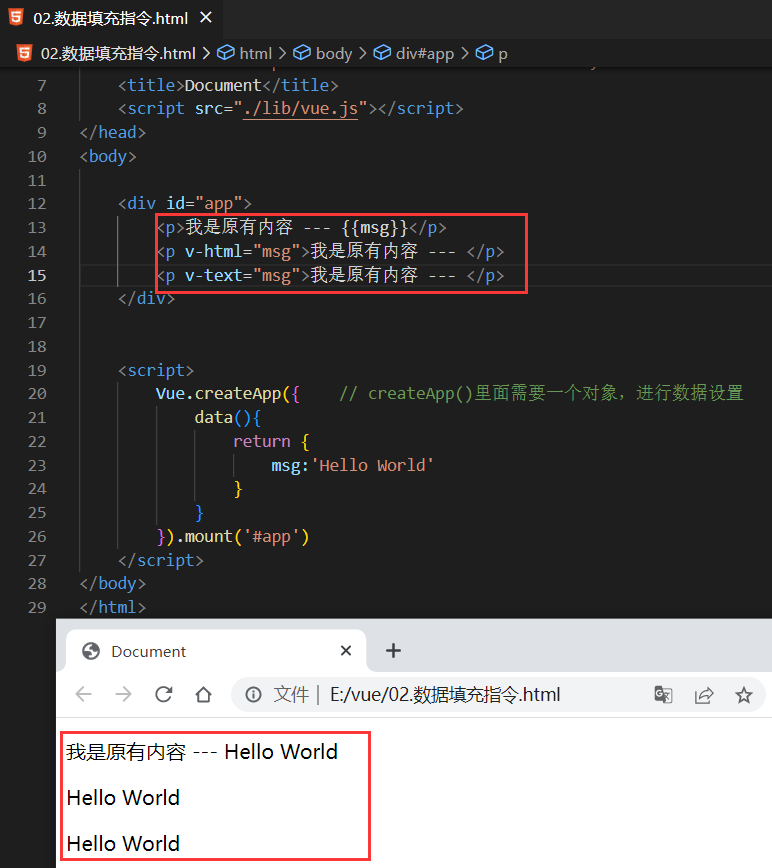 02.数据填充指令.html
02.数据填充指令.html > html > body > div#app > p
7 <title>Document</title>
8 <script src="./lib/vue.js"></script>
9 </head>
10 <body>
11
12 <div id="app">
13 <p>我是原有内容 --- {{msg}}</p>
14 <p v-html="msg">我是原有内容 --- </p>
15 <p v-text="msg">我是原有内容 --- </p>
16 </div>
17
18
19 <script>
20 Vue.createApp({ // createApp()里面需要一个对象，进行数据设置
21 data(){
22 return {
23 msg:'Hello World'
24 }
25 }
26 }).mount('#app')
27 </script>
28 </body>
29 </html>
Document
文件 | E:/vue/02.数据填充指令.html
我是原有内容 --- Hello World
Hello World
Hello World